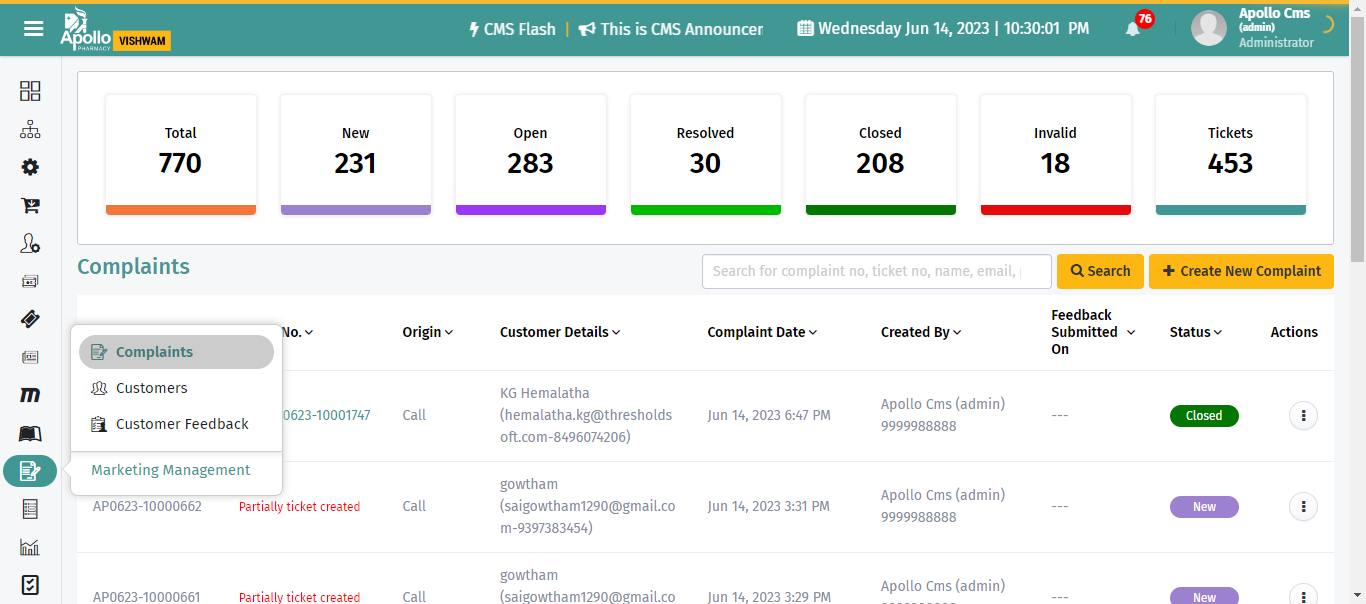 Apollo
PHARMACY
VISHWAM
CMS Flash | This is CMS Announcer
Wednesday Jun 14, 2023 | 10:30:01 PM
76
Apollo Cms
(admin)
Administrator
Total
770
New
231
Open
283
Resolved
30
Closed
208
Invalid
18
Tickets
453
Complaints
Search for complaint no, ticket no, name, email,
Search
Create New Complaint
No.
Origin
Customer Details
Complaint Date
Created By
Feedback
Submitted
On
Status
Actions
Complaints
Customers
Customer Feedback
Marketing Management
0623-10001747
Call
KG Hemalatha
(hemalatha.kg@thresholds
soft.com-8496074206)
Jun 14, 2023 6:47 PM
Apollo Cms (admin)
9999988888
---
Closed
AP0623-10000662
Partially ticket created
Call
gowtham
(saigowtham1290@gmail.co
m-9397383454)
Jun 14, 2023 3:31 PM
Apollo Cms (admin)
9999988888
---
New
AP0623-10000661
Partially ticket created
Call
gowtham
(saigowtham1290@gmail.co
Jun 14, 2023 3:29 PM
Apollo Cms (admin)
9999988888
---
New